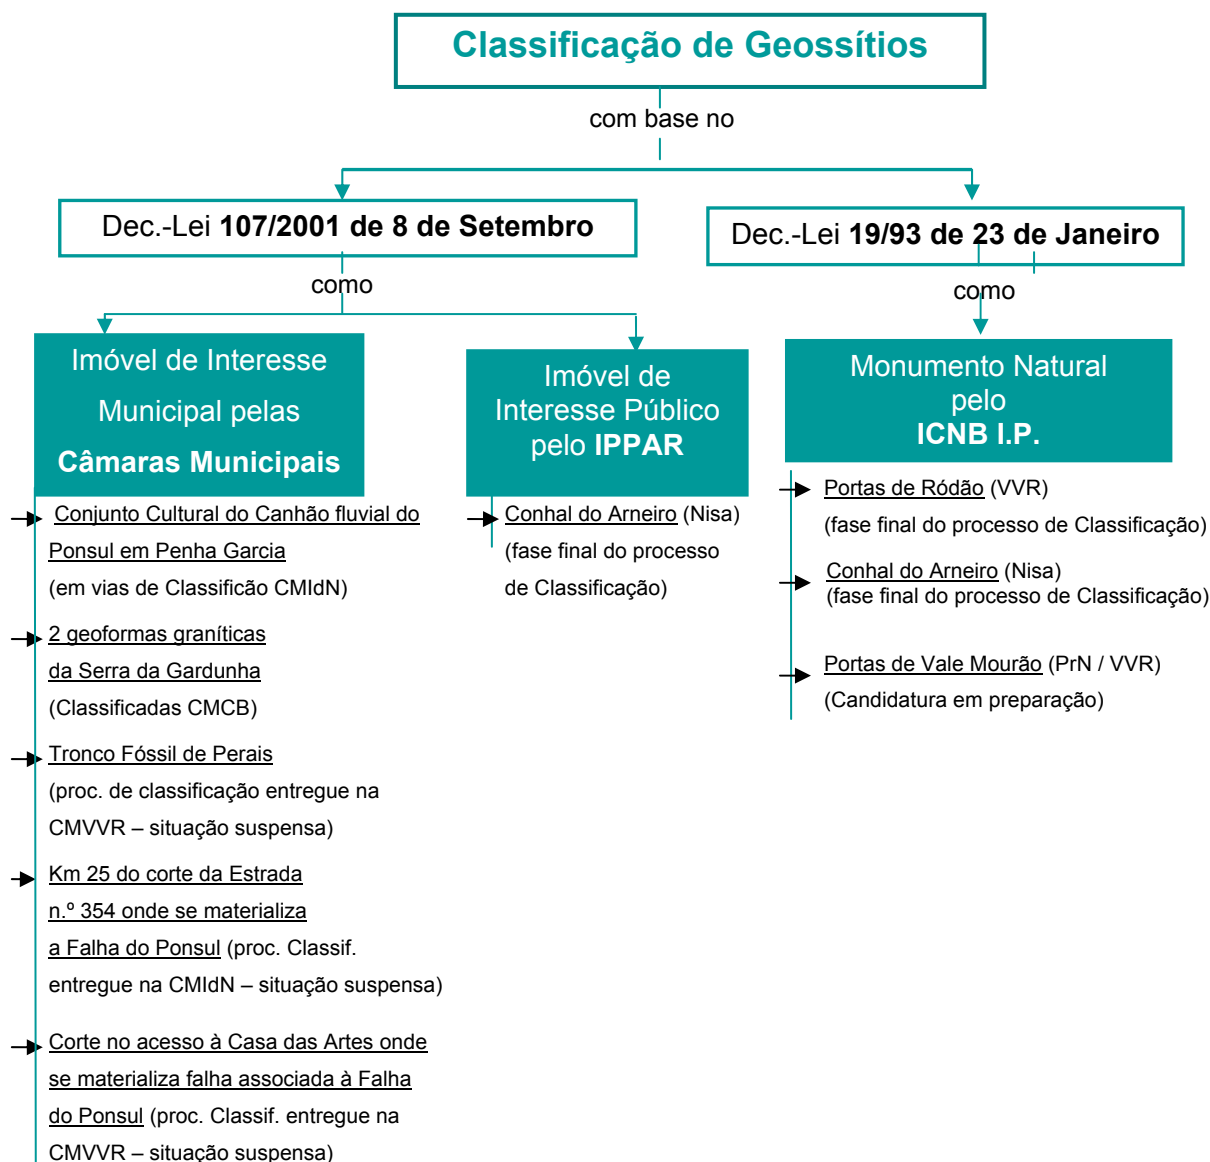 Classificação de Geossítios
com base no
Dec.-Lei 107/2001 de 8 de Setembro
Dec.-Lei 19/93 de 23 de Janeiro
como
como
Imóvel de Interesse
Municipal pelas
Câmaras Municipais
Imóvel de
Interesse Público
pelo IPPAR
Monumento Natural
pelo
ICNB I.P.
Conjunto Cultural do Canhão fluvial do
Ponsul em Penha Garcia
(em vias de Classificão CMIdN)
2 geoformas graníticas
da Serra da Gardunha
(Classificadas CMCB)
Tronco Fóssil de Perais
(proc. de classificação entregue na
CMVVR – situação suspensa)
Km 25 do corte da Estrada
n.º 354 onde se materializa
a Falha do Ponsul (proc. Classif.
entregue na CMIdN – situação suspensa)
Corte no acesso à Casa das Artes onde
se materializa falha associada à Falha
do Ponsul (proc. Classif. entregue na
CMVVR – situação suspensa)
Conhal do Arneiro (Nisa)
(fase final do processo
de Classificação)
Portas de Ródão (VVR)
(fase final do processo de Classificação)
Conhal do Arneiro (Nisa)
(fase final do processo de Classificação)
Portas de Vale Mourão (PrN / VVR)
(Candidatura em preparação)